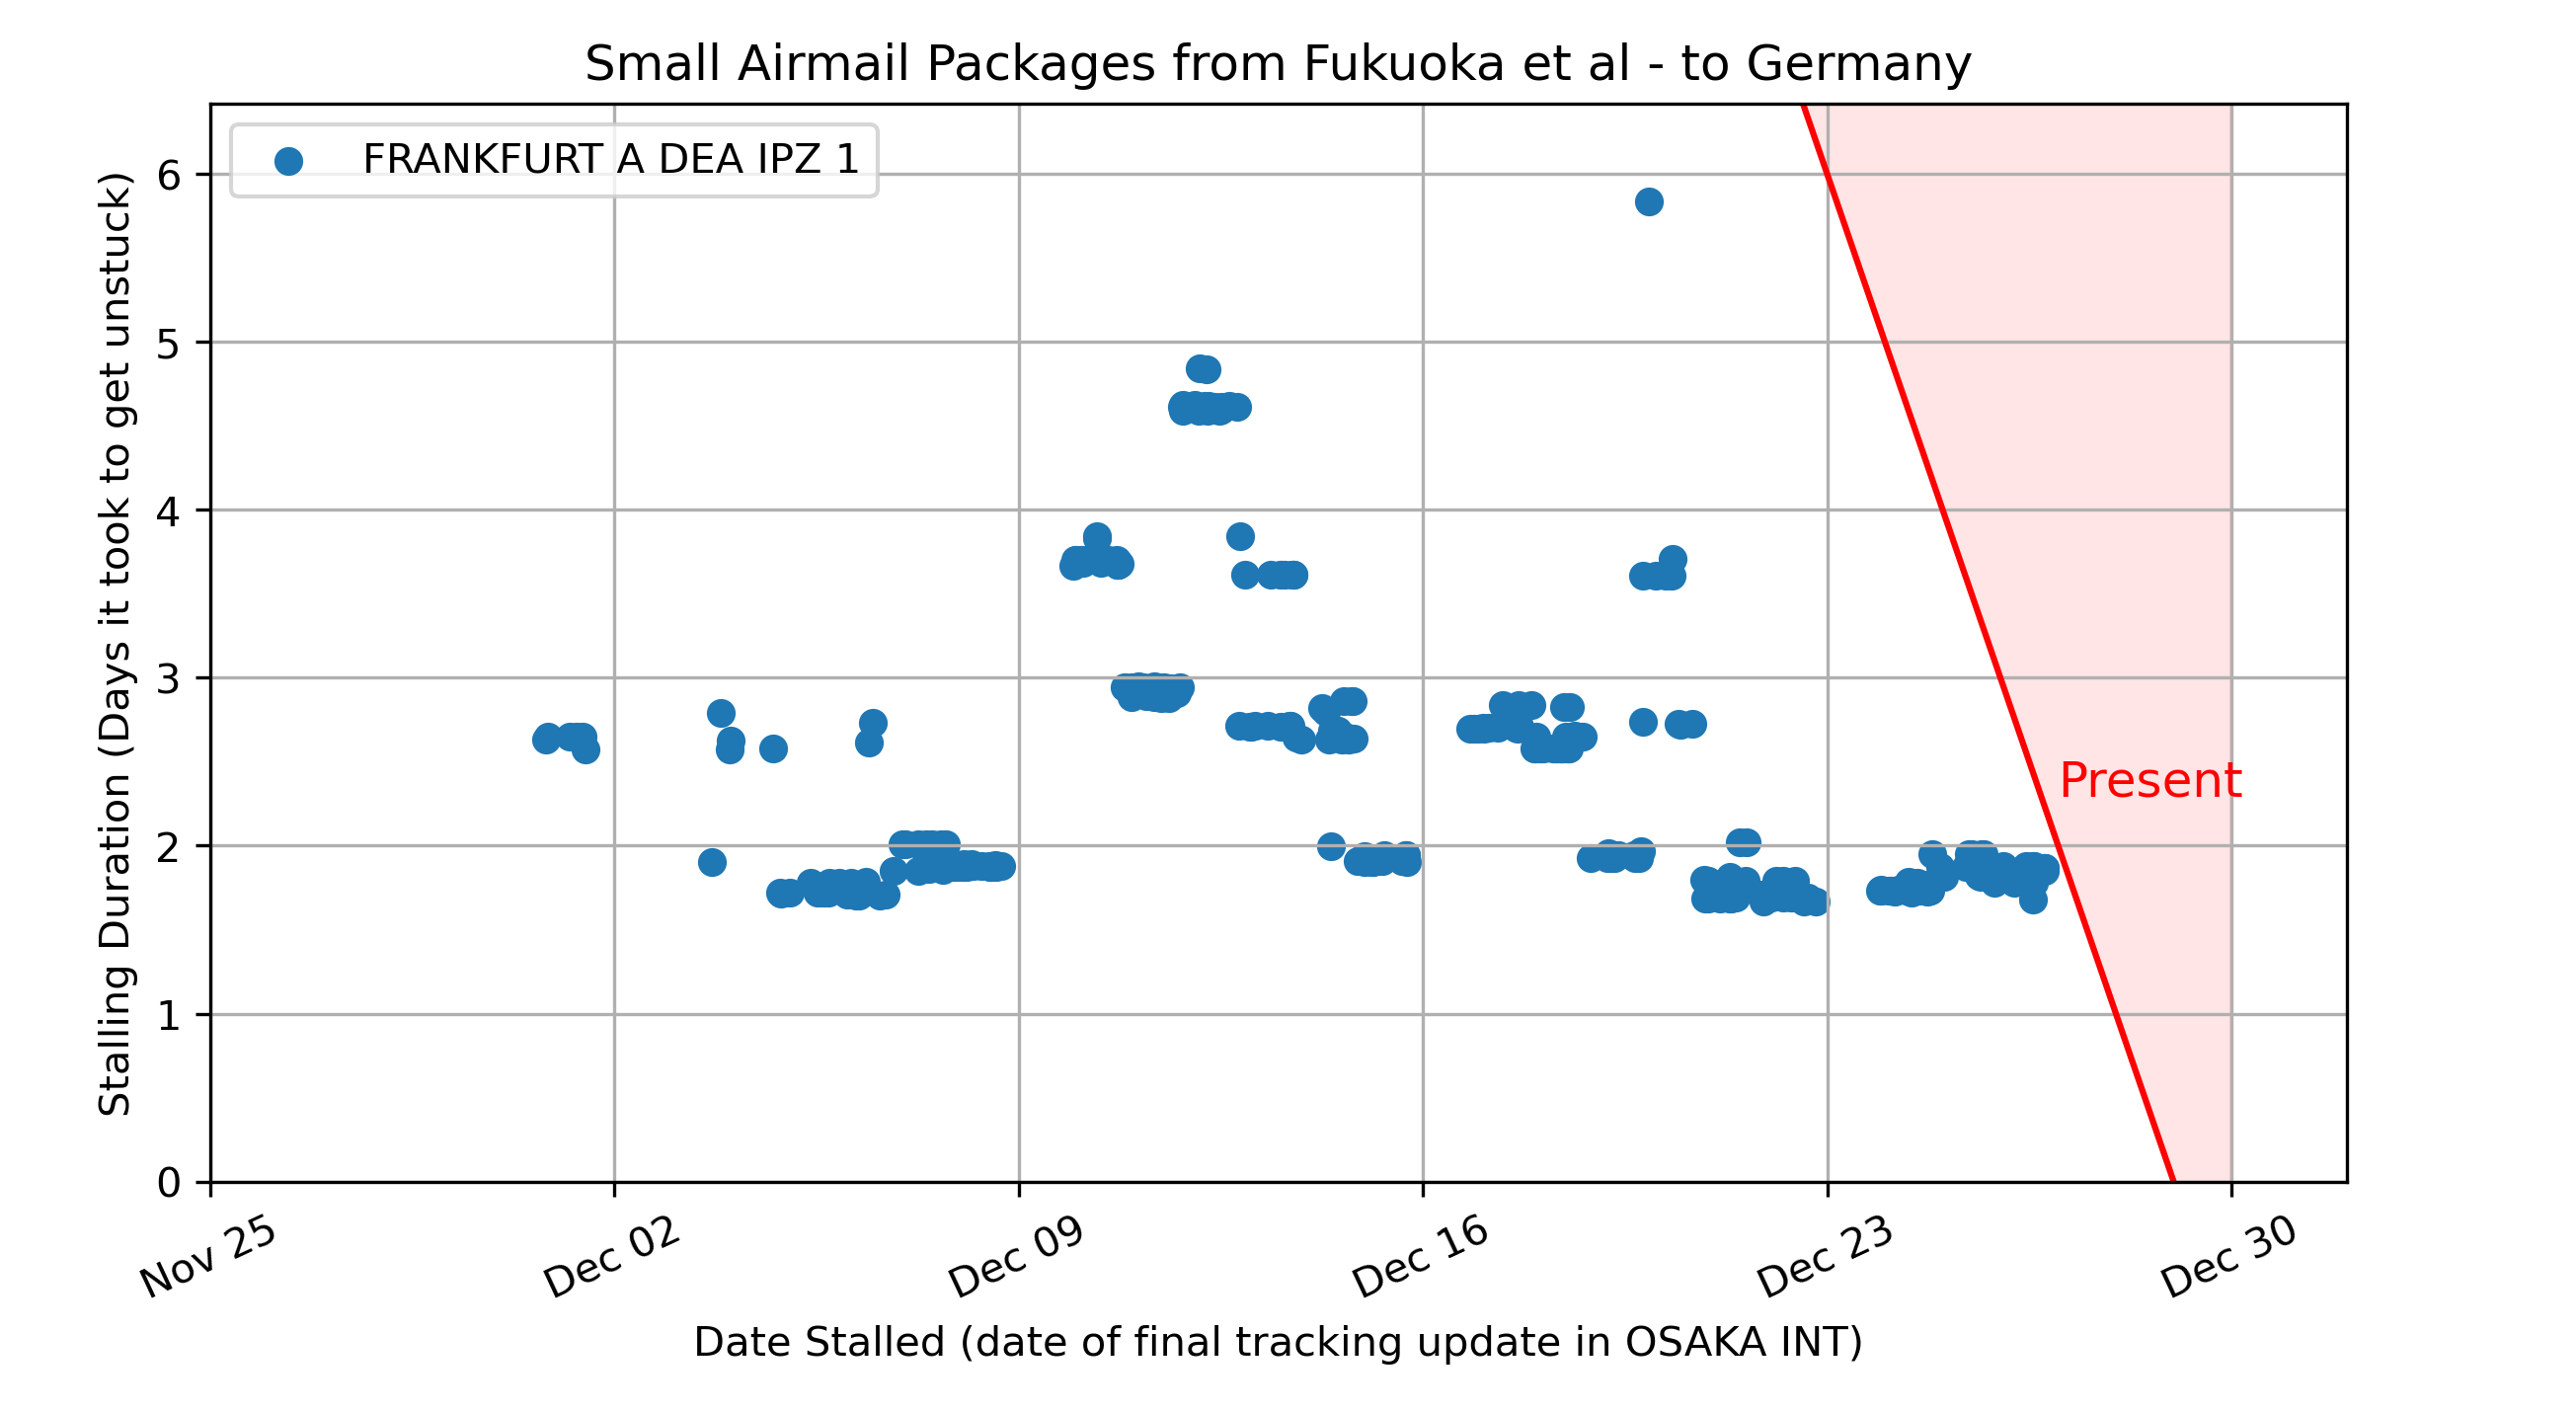 Small Airmail Packages from Fukuoka et al - to Germany
FRANKFURT A DEA IPZ 1
Stalling Duration (Days it took to get unstuck)
6
5
4
3
2
1
0
Present
Nov 25
Dec 02
Dec 09
Dec 16
Dec 23
Dec 30
Date Stalled (date of final tracking update in OSAKA INT)